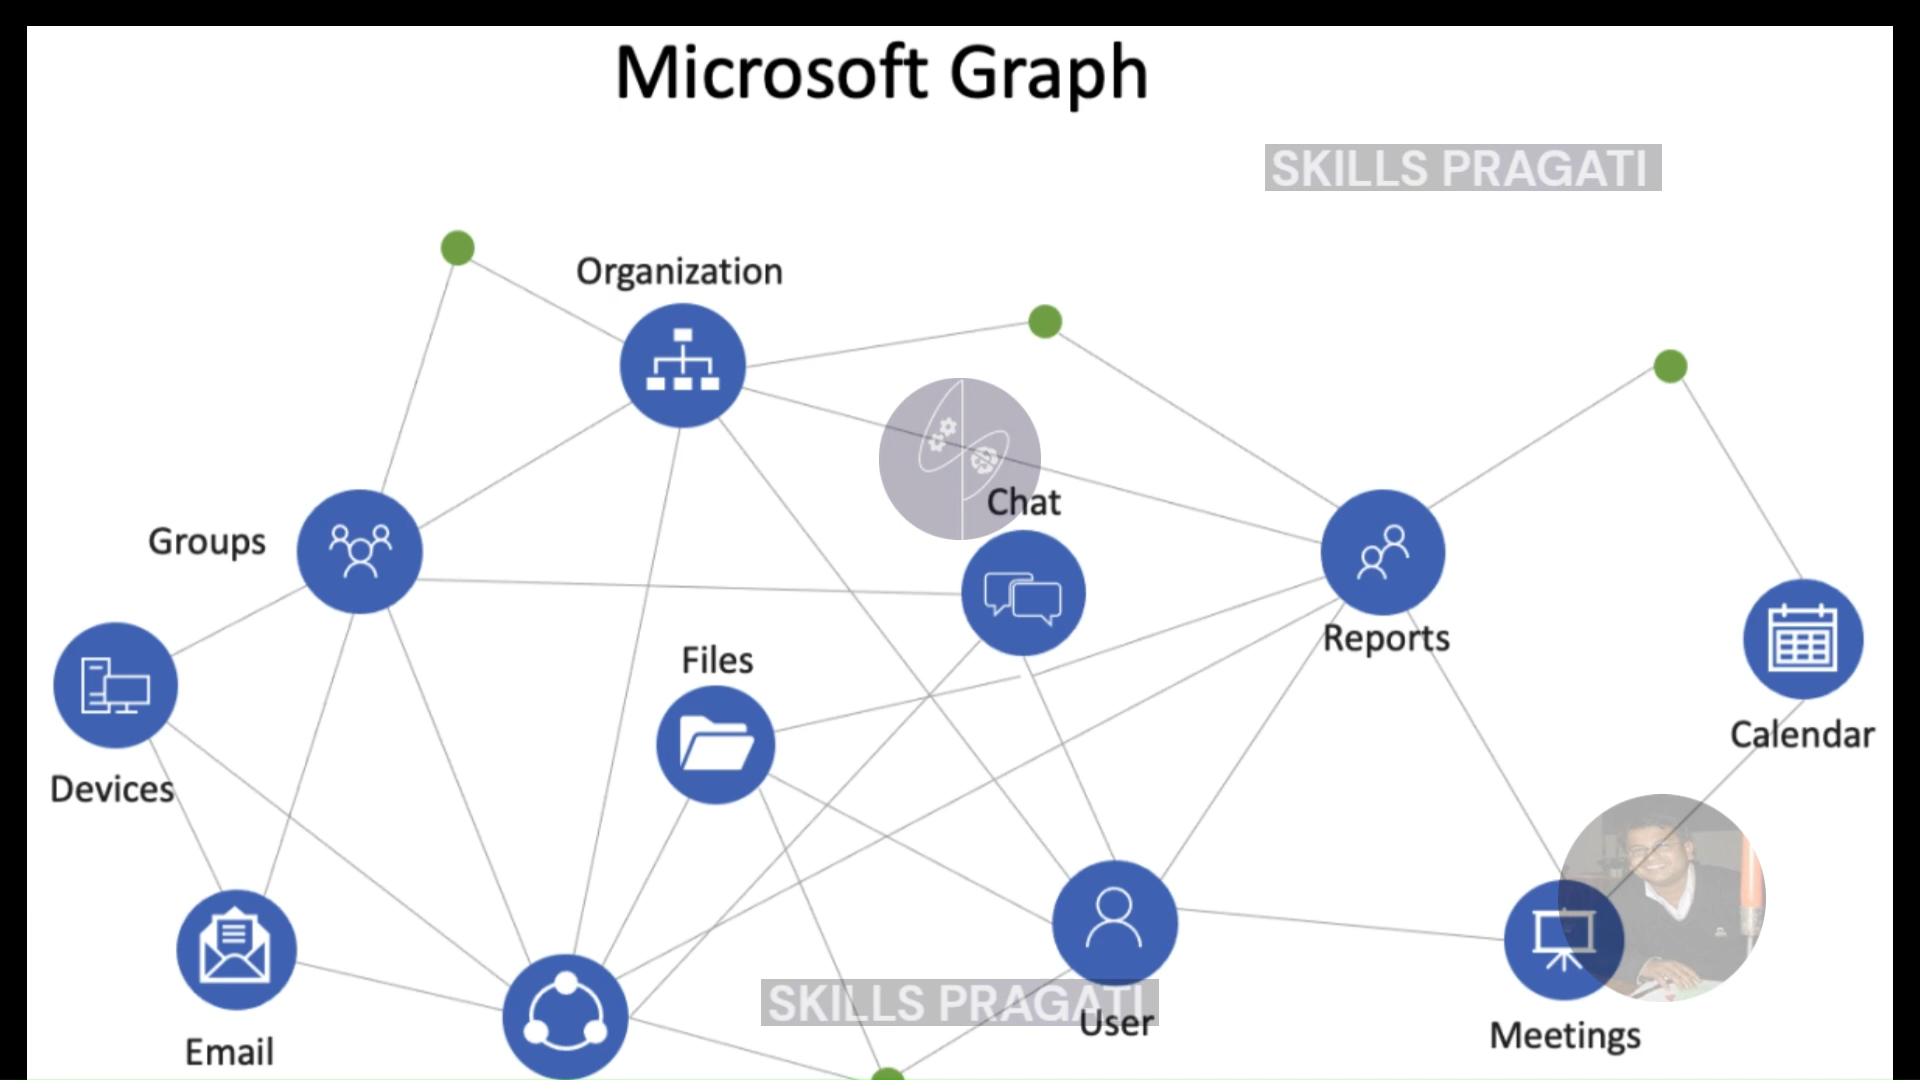 Microsoft Graph
SKILLS PRAGATI
Organization
Chat
Groups
Reports
Files
Calendar
Devices
SKILLS PRAGATI
User
Meetings
Email